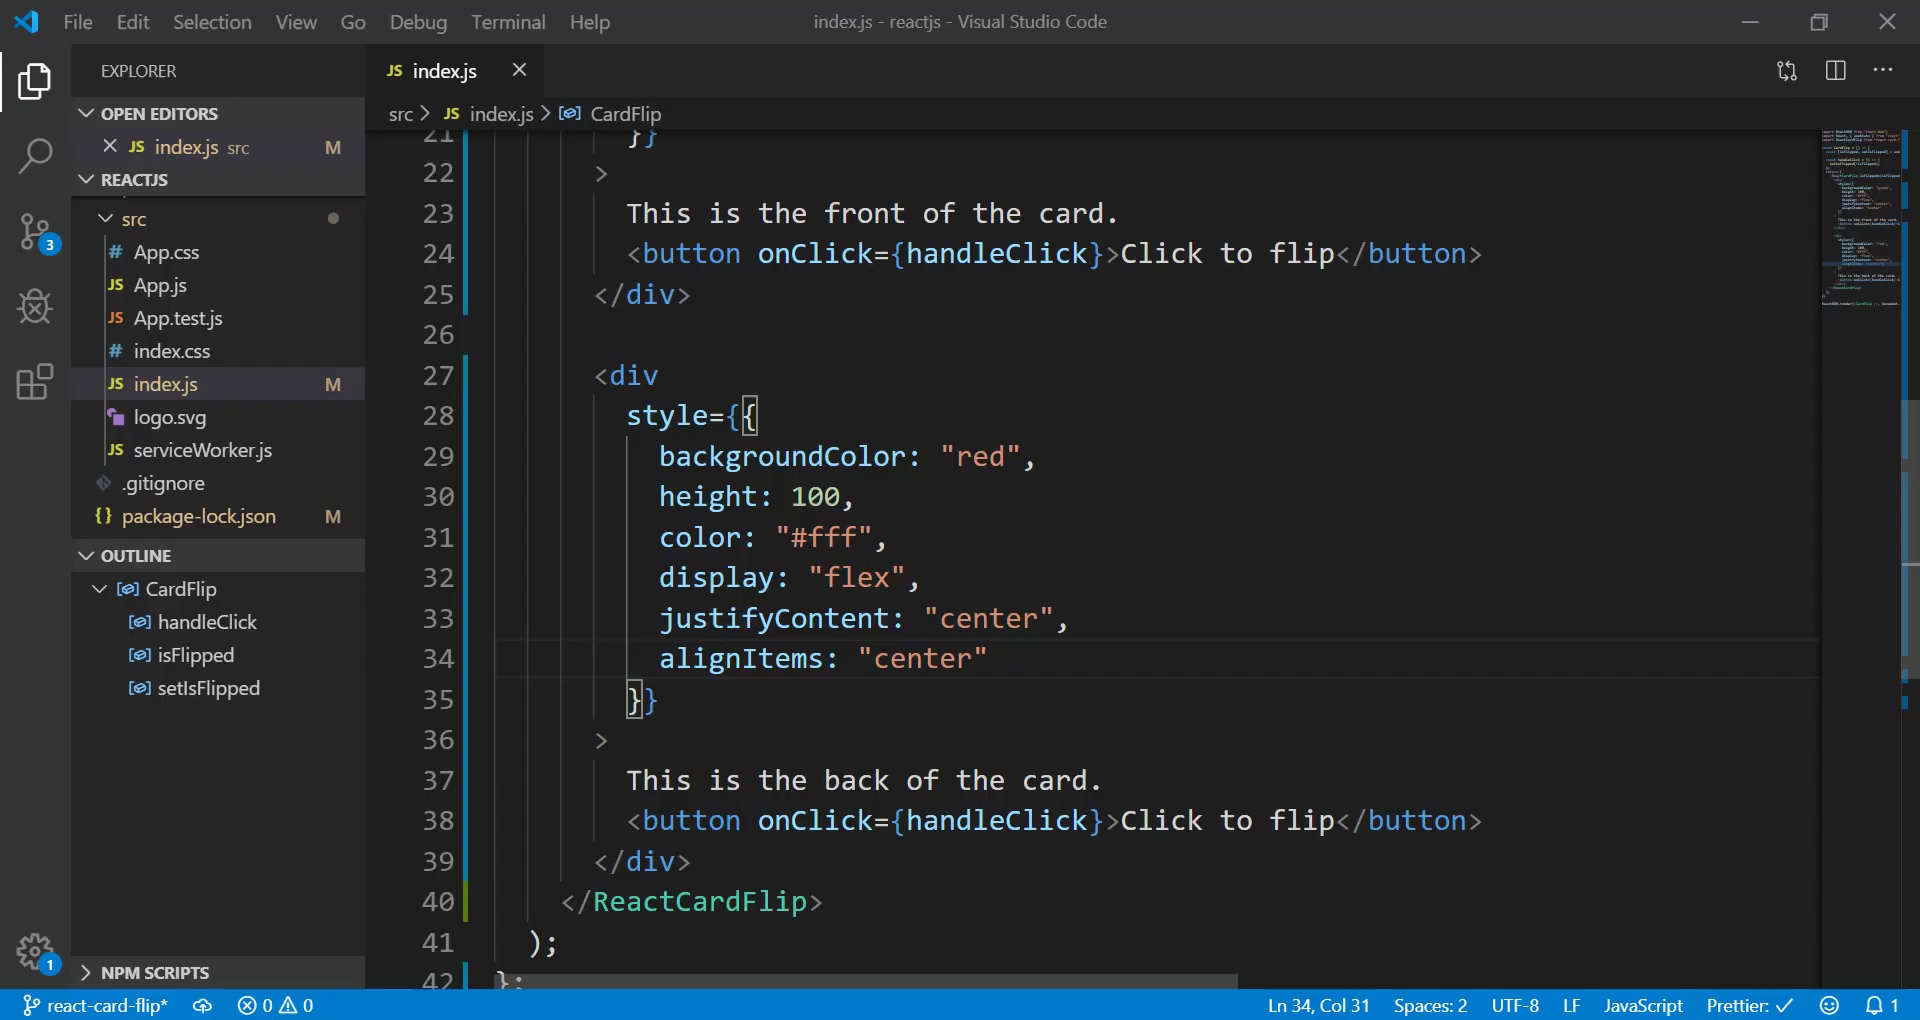 File Edit Selection View Go Debug Terminal Help index.js - reactjs - Visual Studio Code
EXPLORER
OPEN EDITORS
JS index.js src M
REACTJS
src
# App.css
JS App.js
JS App.test.js
# index.css
JS index.js M
logo.svg
JS serviceWorker.js
.gitignore
{} package-lock.json M
OUTLINE
CardFlip
handleClick
isFlipped
setIsFlipped
NPM SCRIPTS
3
1
JS index.js
src > JS index.js > CardFlip
21 }}
22 >
23 This is the front of the card.
24 <button onClick={handleClick}>Click to flip</button>
25 </div>
26
27 <div
28 style={{
29 backgroundColor: "red",
30 height: 100,
31 color: "#fff",
32 display: "flex",
33 justifyContent: "center",
34 alignItems: "center"
35 }}
36 >
37 This is the back of the card.
38 <button onClick={handleClick}>Click to flip</button>
39 </div>
40 </ReactCardFlip>
41 );
42 };
react-card-flip* 0 0 Ln 34, Col 31 Spaces: 2 UTF-8 LF JavaScript Prettier: ✓ 1